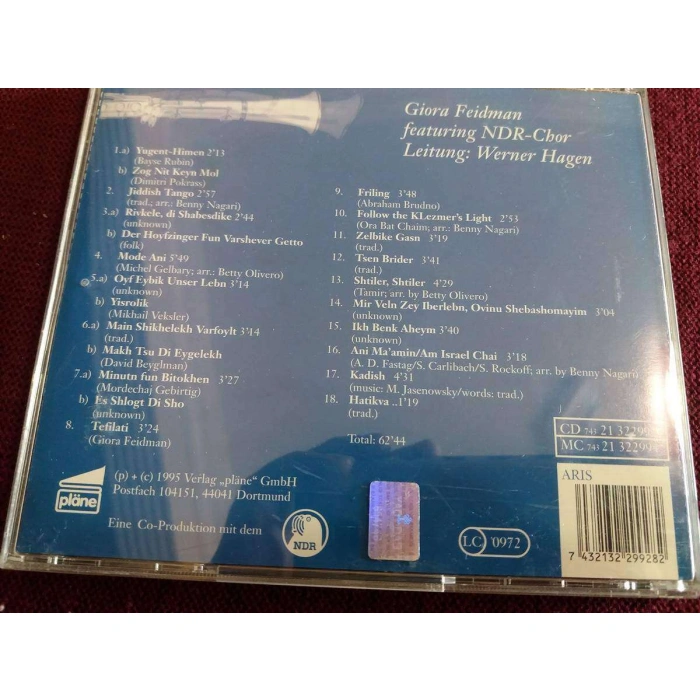 Giora Feidman
featuring NDR-Chor
Leitung: Werner Hagen
1.a) Yugent-Himen 2'13
(Bayse Rubin)
b) Zog Nit Keyn Mol
(Dimitri Pokrass)
2. Jiddish Tango 2'57
(trad.; arr.: Benny Nagari)
3.a) Rivkele, di Shabesdike 2'44
(unknown)
b) Der Hoyfzinger Fun Varshever Getto
(folk)
4. Mode Ani 5'49
(Michel Gelbary; arr.: Betty Olivero)
5.a) Oyf Eybik Unser Lebn 3'14
(unknown)
b) Yisrolik
(Mikhail Veksler)
6.a) Main Shikhelekh Varfoylt 3'44
(trad.)
b) Makh Tsu Di Eygelekh
(David Beyglman)
7.a) Minutn fun Bitokhen 3'27
(Mordechaj Gebirtig)
b) Es Shlogt Di Sho
(unknown)
8. Tefilati 3'24
(Giora Feidman)
9. Friling 3'48
(Abraham Brudno)
10. Follow the KLezmer's Light 2'53
(Ora Bat Chaim; arr.: Benny Nagari)
11. Zelbike Gasn 3'19
(trad.)
12. Tsen Brider 3'41
(trad.)
13. Shtiler, Shtiler 4'29
(Tamir; arr. by Betty Olivero)
14. Mir Veln Zey Iberlebn, Ovinu Shebashomayim 3'04
(unknown)
15. Ikh Benk Aheym 3'40
(unknown)
16. Ani Ma'amin/Am Israel Chai 3'18
(A. D. Fastag/S. Carlibach/S. Rockoff; arr. by Benny Nagari)
17. Kadish 4'31
(music: M. Jasenowsky/words: trad.)
18. Hatikva ..1'19
(trad.)
Total: 62'44
CD 743 21 32299
MC 743 21 32299
ARIS
7 432132 299282
pläne
(p) + (c) 1995 Verlag „pläne" GmbH
Postfach 104151, 44041 Dortmund
Eine Co-Produktion mit dem
NDR
LC 0972